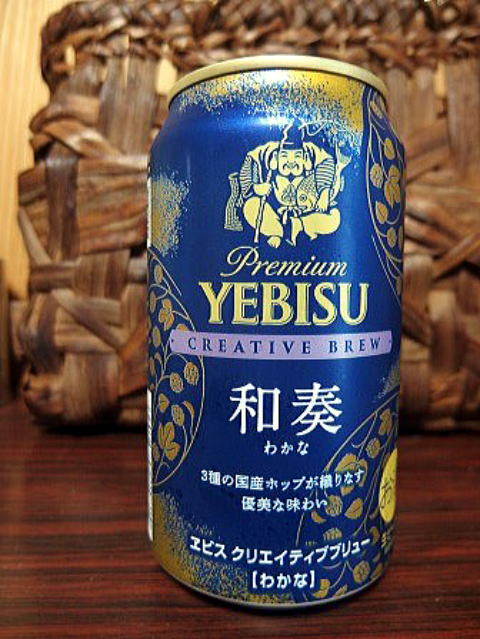 Premium
YEBISU
CREATIVE BREW
和奏
わかな
3種の国産ホップが織りなす
優美な味わい
ヱビス クリエイティブブリュー
【わかな】
お